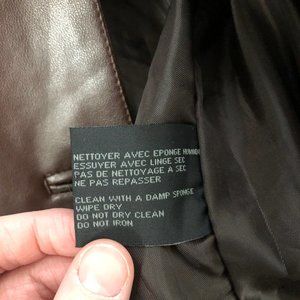 NETTOYER AVEC EPONGE HUMIDE
ESSUYER AVEC LINGE SEC
PAS DE NETTOYAGE A SEC
NE PAS REPASSER
CLEAN WITH A DAMP SPONGE
WIPE DRY
DO NOT DRY CLEAN
DO NOT IRON